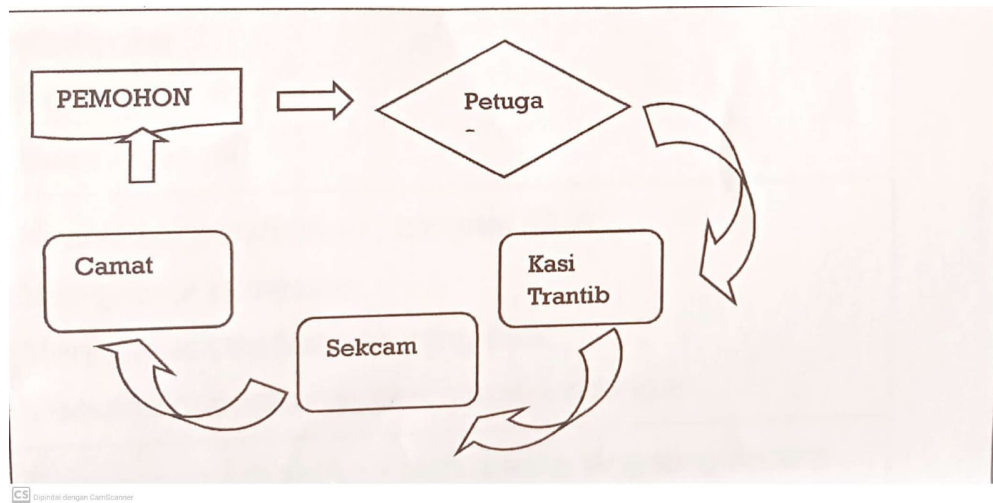 PEMOHON
Petuga
Camat
Kasi
Trantib
Sekcam
CS Dipindai dengan CamScanner